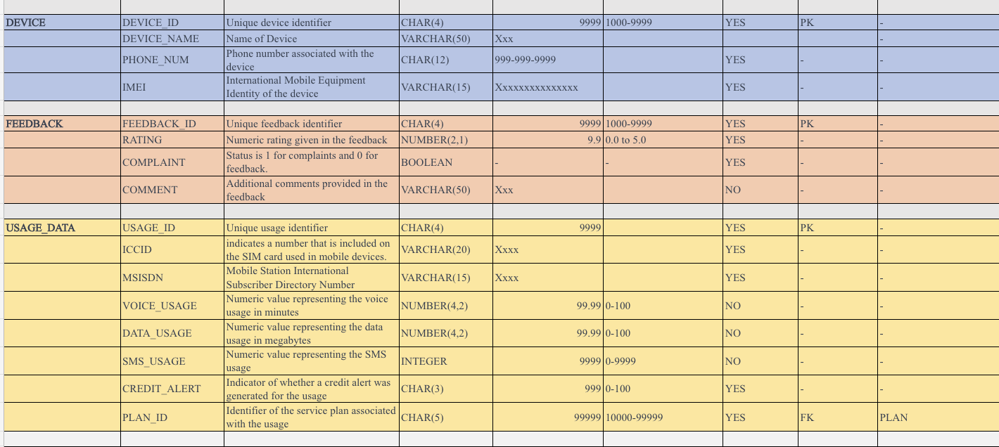 DEVICE DEVICE_ID Unique device identifier CHAR(4) 9999 1000-9999 YES PK -
DEVICE_NAME Name of Device VARCHAR(50) Xxx -
PHONE_NUM Phone number associated with the device CHAR(12) 999-999-9999 YES - -
IMEI International Mobile Equipment Identity of the device VARCHAR(15) Xxxxxxxxxxxxxxx YES - -
FEEDBACK FEEDBACK_ID Unique feedback identifier CHAR(4) 9999 1000-9999 YES PK -
RATING Numeric rating given in the feedback NUMBER(2,1) 9.9 0.0 to 5.0 YES - -
COMPLAINT Status is 1 for complaints and 0 for feedback. BOOLEAN - - YES - -
COMMENT Additional comments provided in the feedback VARCHAR(50) Xxx NO - -
USAGE_DATA USAGE_ID Unique usage identifier CHAR(4) 9999 YES PK -
ICCID indicates a number that is included on the SIM card used in mobile devices. VARCHAR(20) Xxxx YES - -
MSISDN Mobile Station International Subscriber Directory Number VARCHAR(15) Xxxx YES - -
VOICE_USAGE Numeric value representing the voice usage in minutes NUMBER(4,2) 99.99 0-100 NO - -
DATA_USAGE Numeric value representing the data usage in megabytes NUMBER(4,2) 99.99 0-100 NO - -
SMS_USAGE Numeric value representing the SMS usage INTEGER 9999 0-9999 NO - -
CREDIT_ALERT Indicator of whether a credit alert was generated for the usage CHAR(3) 999 0-100 YES - -
PLAN_ID Identifier of the service plan associated with the usage CHAR(5) 99999 10000-99999 YES FK PLAN